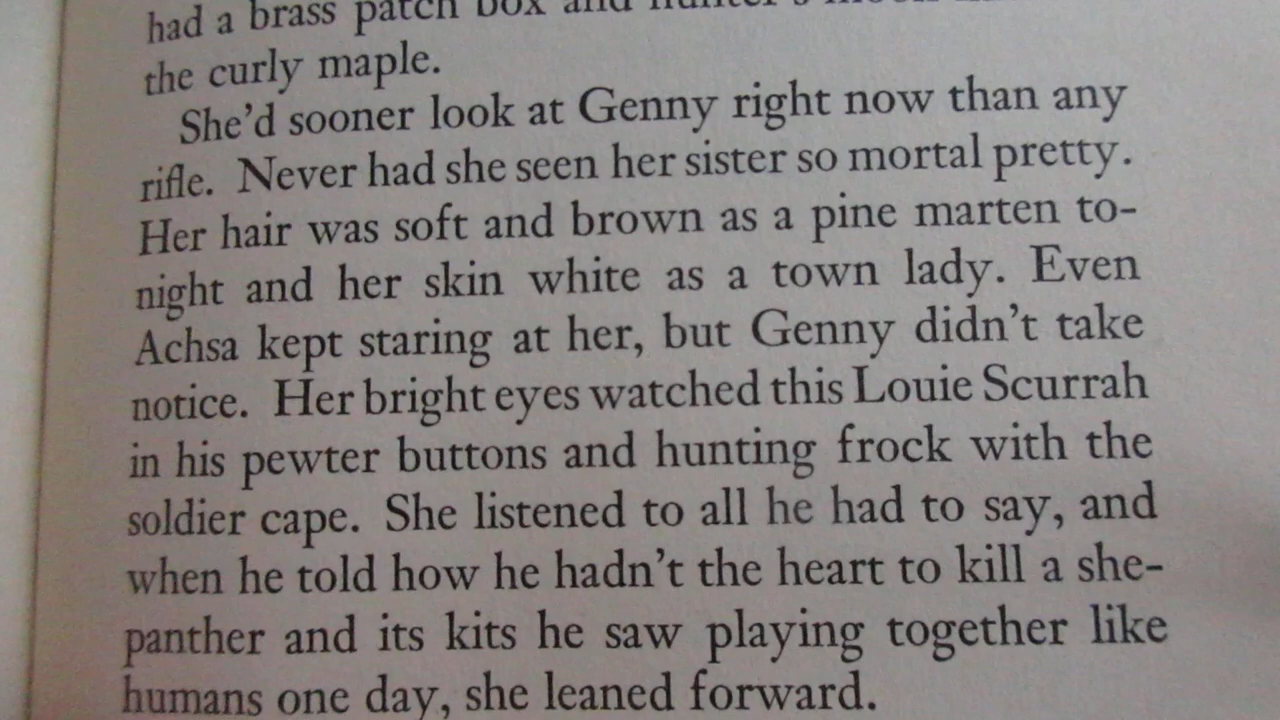 had a brass patch box and hunter's moon
the curly maple.
She'd sooner look at Genny right now than any
rifle. Never had she seen her sister so mortal pretty.
Her hair was soft and brown as a pine marten to-
night and her skin white as a town lady. Even
Achsa kept staring at her, but Genny didn't take
notice. Her bright eyes watched this Louie Scurrah
in his pewter buttons and hunting frock with the
soldier cape. She listened to all he had to say, and
when he told how he hadn't the heart to kill a she-
panther and its kits he saw playing together like
humans one day, she leaned forward.